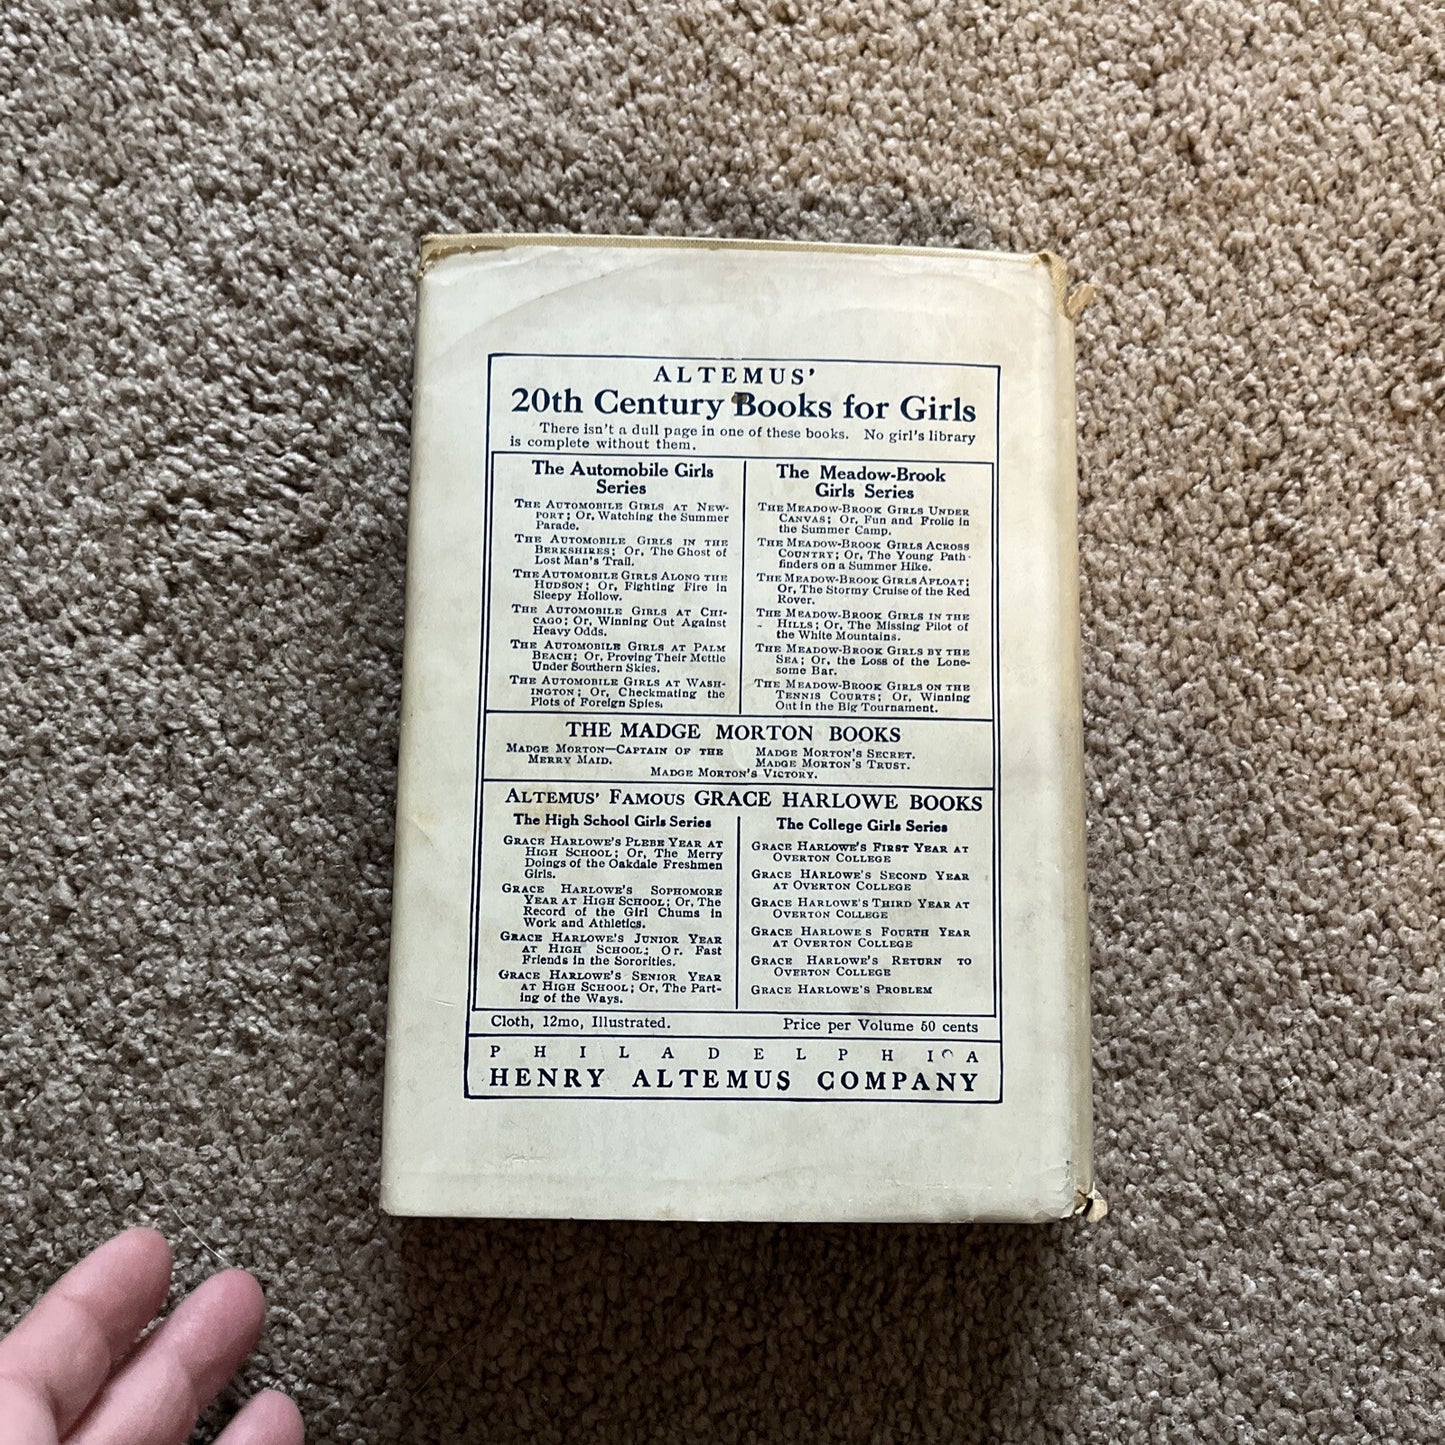 ALTEMUS'
20th Century Books for Girls
There isn't a dull page in one of these books. No girl's library
is complete without them.
The Automobile Girls
Series
THE AUTOMOBILE GIRLS AT NEW-
PORT; Or, Watching the Summer
Parade.
THE AUTOMOBILE GIRLS IN THE
BERKSHIRES; Or, The Ghost of
Lost Man's Trail.
THE AUTOMOBILE GIRLS ALONG THE
HUDSON; Or, Fighting Fire in
Sleepy Hollow.
THE AUTOMOBILE GIRLS AT CHI-
CAGO; Or, Winning Out Against
Heavy Odds.
THE AUTOMOBILE GIRLS AT PALM
BEACH; Or, Proving Their Mettle
Under Southern Skies.
THE AUTOMOBILE GIRLS AT WASH-
INGTON; Or, Checkmating the
Plots of Foreign Spies.
The Meadow-Brook
Girls Series
THE MEADOW-BROOK GIRLS UNDER
CANVAS; Or, Fun and Frolic in
the Summer Camp.
THE MEADOW-BROOK GIRLS ACROSS
COUNTRY; Or, The Young Path-
finders on a Summer Hike.
THE MEADOW-BROOK GIRLS AFLOAT;
Or, The Stormy Cruise of the Red
Rover.
THE MEADOW-BROOK GIRLS IN THE
HILLS; Or, The Missing Pilot of
the White Mountains.
THE MEADOW-BROOK GIRLS BY THE
SEA; Or, the Loss of the Lone-
some Bar.
THE MEADOW-BROOK GIRLS ON THE
TENNIS COURTS; Or, Winning
Out in the Big Tournament.
THE MADGE MORTON BOOKS
MADGE MORTON—CAPTAIN OF THE
MERRY MAID.
MADGE MORTON'S SECRET.
MADGE MORTON'S TRUST.
MADGE MORTON'S VICTORY.
ALTEMUS' FAMOUS GRACE HARLOWE BOOKS
The High School Girls Series
GRACE HARLOWE'S PLEBE YEAR AT
HIGH SCHOOL; Or, The Merry
Doings of the Oakdale Freshmen
Girls.
GRACE HARLOWE'S SOPHOMORE
YEAR AT HIGH SCHOOL; Or, The
Record of the Girl Chums in
Work and Athletics.
GRACE HARLOWE'S JUNIOR YEAR
AT HIGH SCHOOL; Or. Fast
Friends in the Sororities.
GRACE HARLOWE'S SENIOR YEAR
AT HIGH SCHOOL; Or, The Part-
ing of the Ways.
The College Girls Series
GRACE HARLOWE'S FIRST YEAR AT
OVERTON COLLEGE
GRACE HARLOWE'S SECOND YEAR
AT OVERTON COLLEGE
GRACE HARLOWE'S THIRD YEAR AT
OVERTON COLLEGE
GRACE HARLOWE S FOURTH YEAR
AT OVERTON COLLEGE
GRACE HARLOWE'S RETURN TO
OVERTON COLLEGE
GRACE HARLOWE'S PROBLEM
Cloth, 12mo, Illustrated.
Price per Volume 50 cents
PHILADELPHIA
HENRY ALTEMUS COMPANY